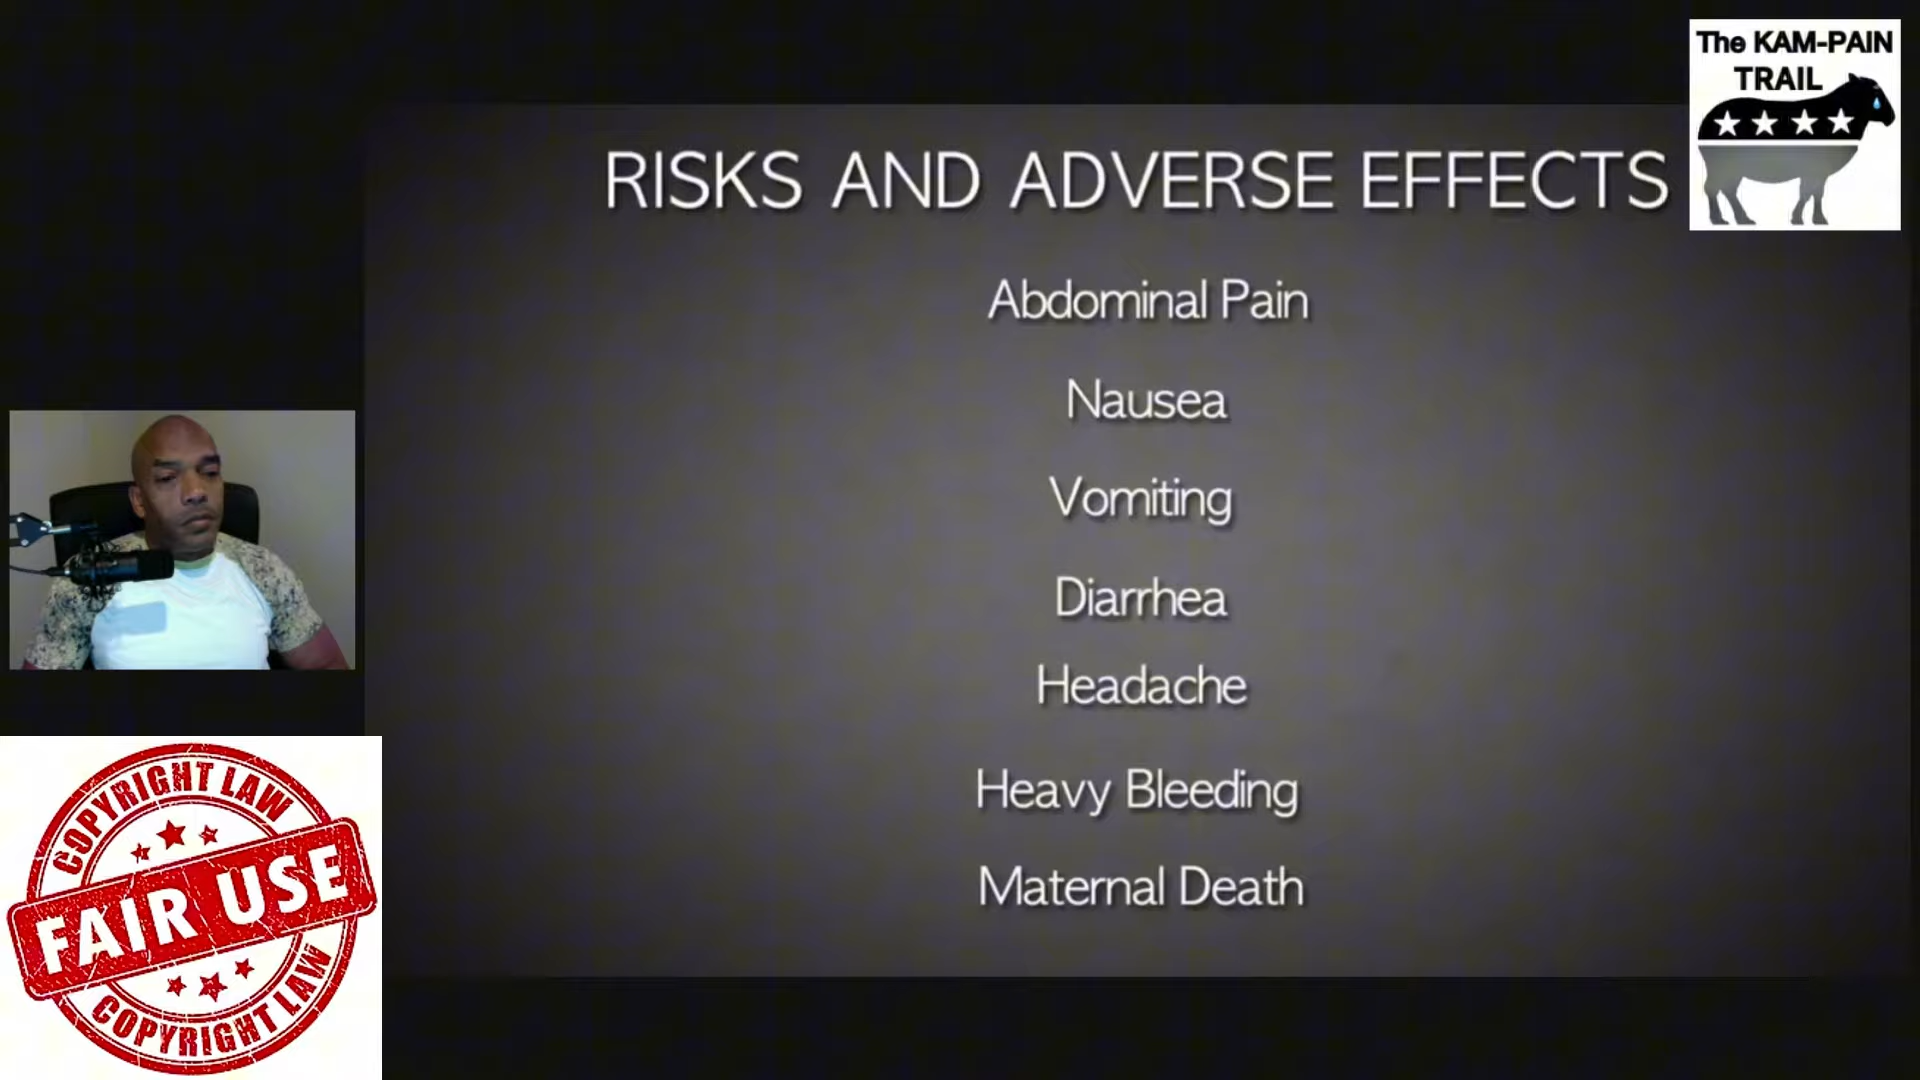 The KAM-PAIN
TRAIL
RISKS AND ADVERSE EFFECTS
Abdominal Pain
Nausea
Vomiting
Diarrhea
Headache
Heavy Bleeding
Maternal Death
COPYRIGHT LAW
FAIR USE
COPYRIGHT LAW